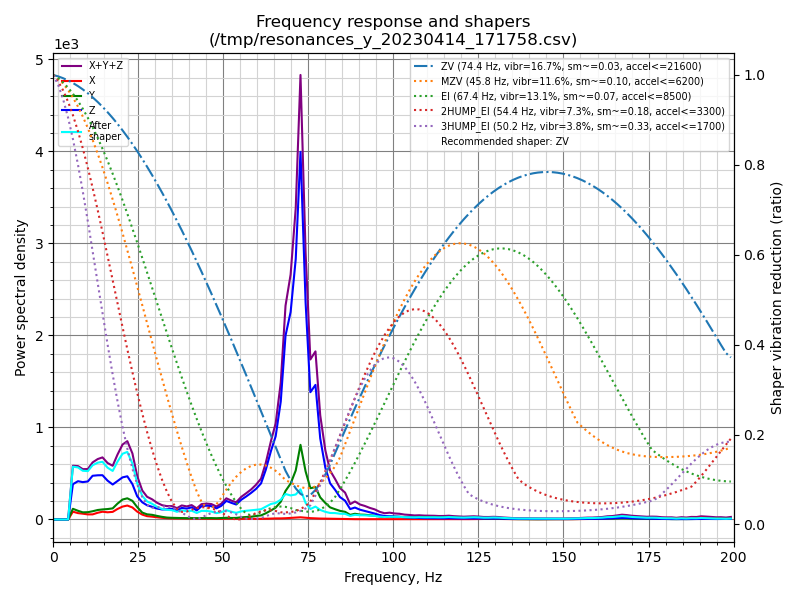 Frequency response and shapers
(/tmp/resonances_y_20230414_171758.csv)
1e3
X+Y+Z
X
Y
Z
After
shaper
ZV (74.4 Hz, vibr=16.7%, sm~=0.03, accel<=21600)
MZV (45.8 Hz, vibr=11.6%, sm~=0.10, accel<=6200)
EI (67.4 Hz, vibr=13.1%, sm~=0.07, accel<=8500)
2HUMP_EI (54.4 Hz, vibr=7.3%, sm~=0.18, accel<=3300)
3HUMP_EI (50.2 Hz, vibr=3.8%, sm~=0.33, accel<=1700)
Recommended shaper: ZV
5
4
3
2
1
0
Power spectral density
1.0
0.8
0.6
0.4
0.2
0.0
Shaper vibration reduction (ratio)
0 25 50 75 100 125 150 175 200
Frequency, Hz